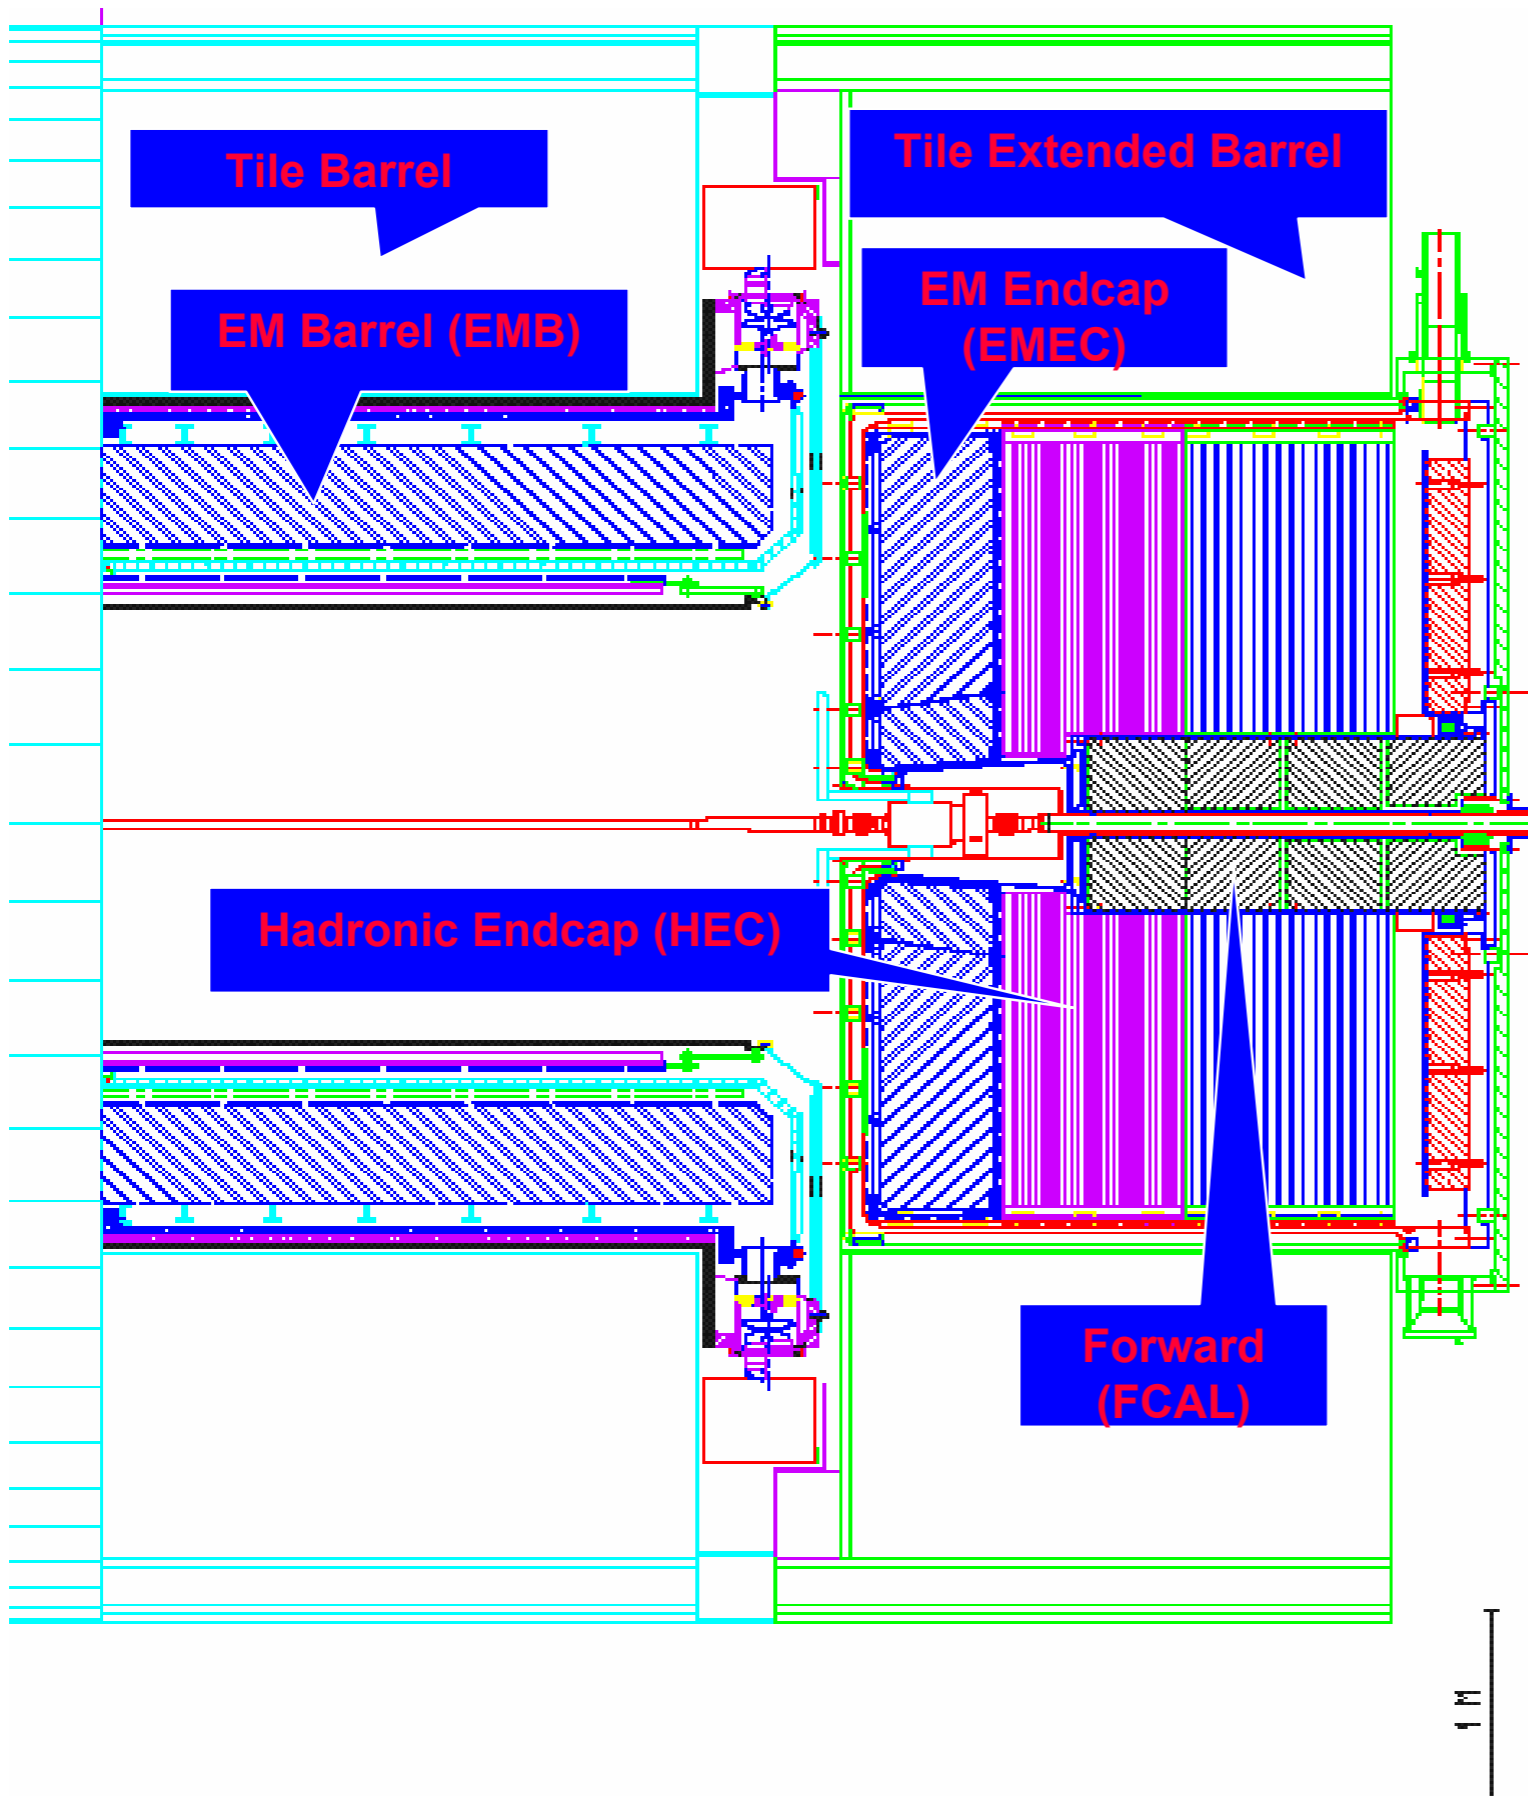 Tile Barrel
Tile Extended Barrel
EM Barrel (EMB)
EM Endcap
(EMEC)
Hadronic Endcap (HEC)
Forward
(FCAL)
1 M